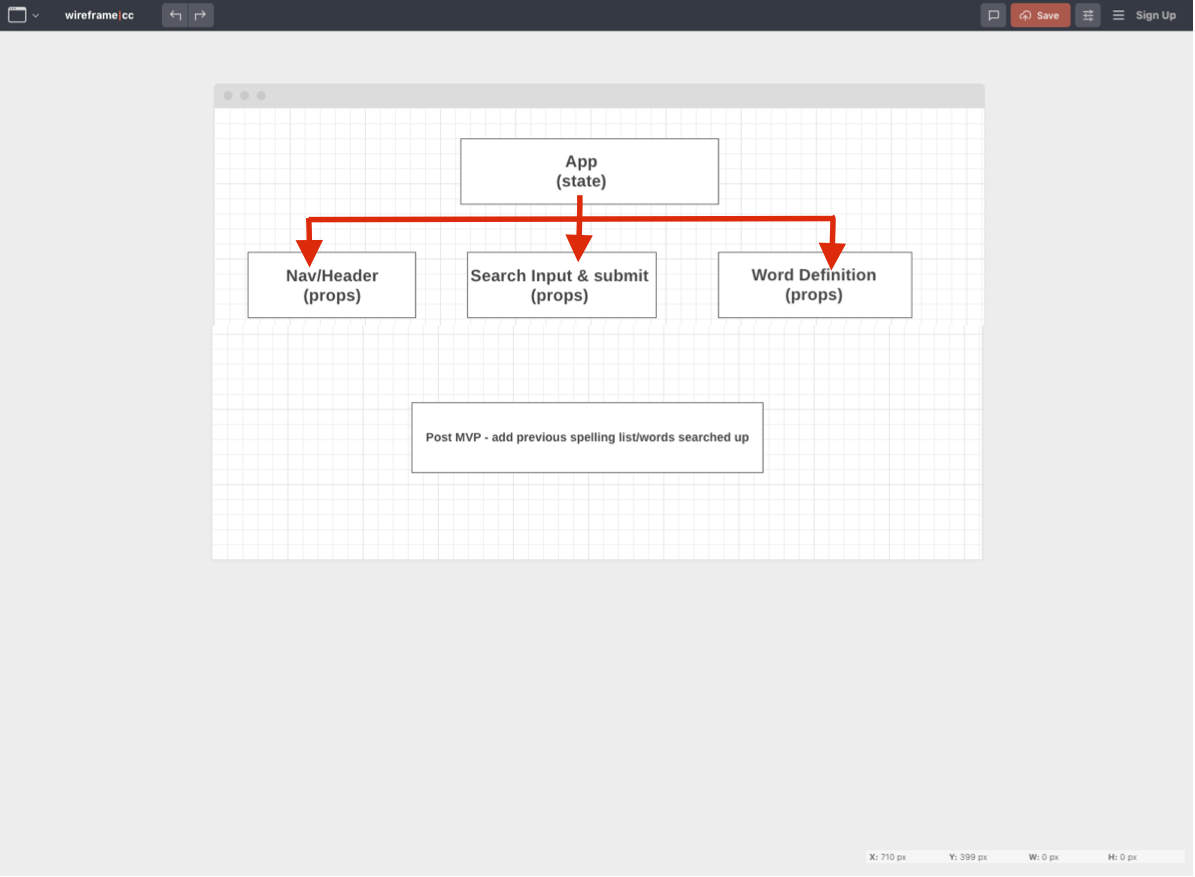 wireframe|cc
Save
Sign Up
App
(state)
Nav/Header
(props)
Search Input & submit
(props)
Word Definition
(props)
Post MVP - add previous spelling list/words searched up
X: 710 px Y: 399 px W: 0 px H: 0 px